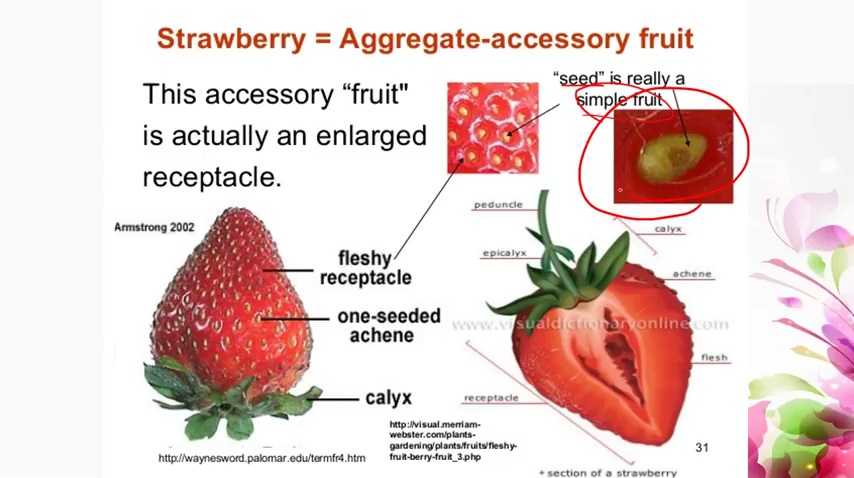 Strawberry = Aggregate-accessory fruit
This accessory “fruit"
is actually an enlarged
receptacle.
“seed” is really a
simple fruit
Armstrong 2002
fleshy
receptacle
one-seeded
achene
calyx
peduncle
calyx
epicalyx
achene
www.visualdictionaryonline.com
flesh
receptacle
http://visual.merriam-
webster.com/plants-
gardening/plants/fruits/fleshy-
fruit-berry-fruit_3.php
31
http://waynesword.palomar.edu/termfr4.htm
section of a strawberry